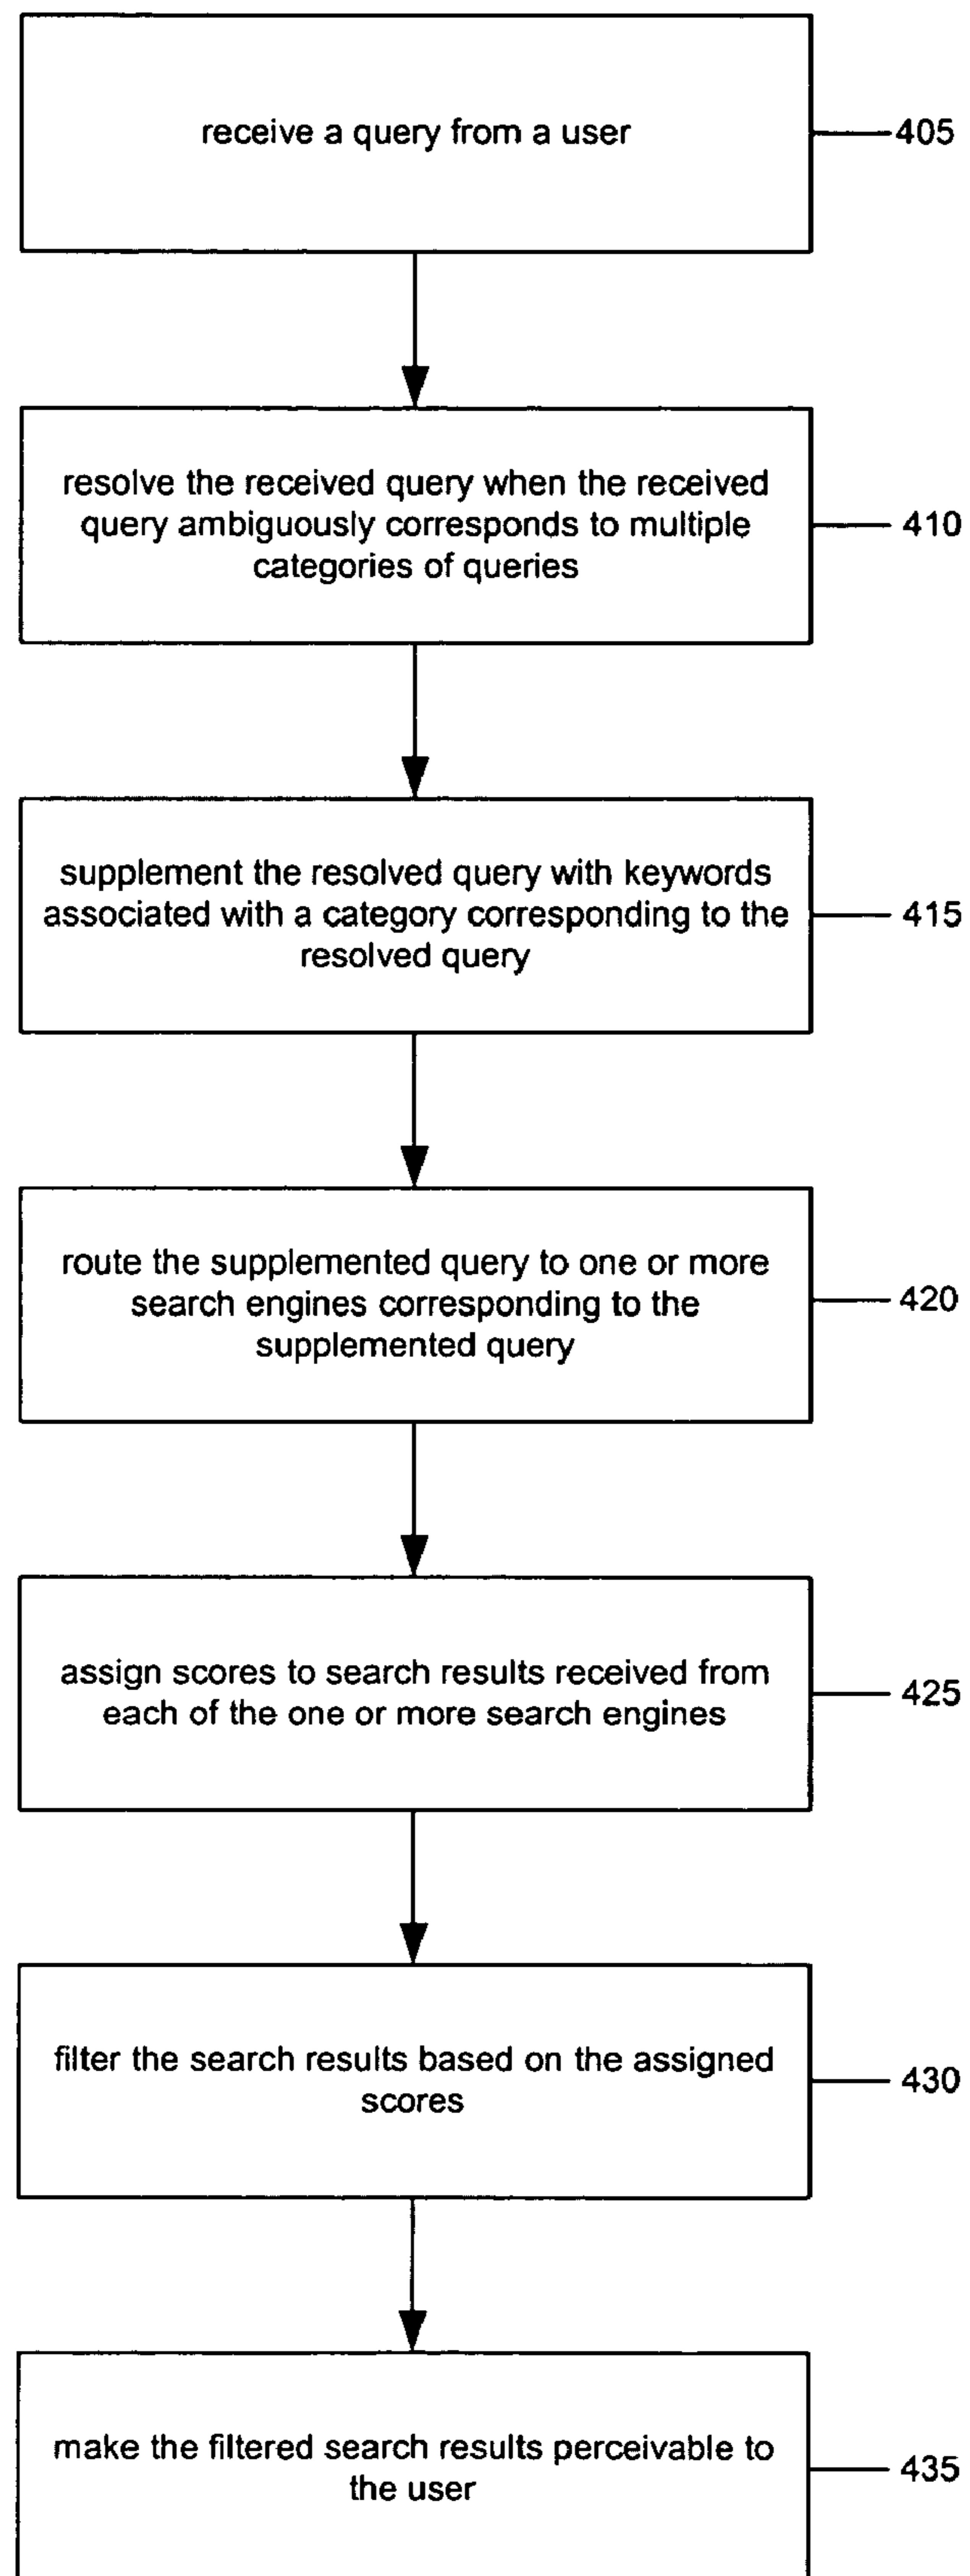 receive a query from a user
405
resolve the received query when the received
query ambiguously corresponds to multiple
categories of queries
410
supplement the resolved query with keywords
associated with a category corresponding to the
resolved query
415
route the supplemented query to one or more
search engines corresponding to the
supplemented query
420
assign scores to search results received from
each of the one or more search engines
425
filter the search results based on the assigned
scores
430
make the filtered search results perceivable to
the user
435